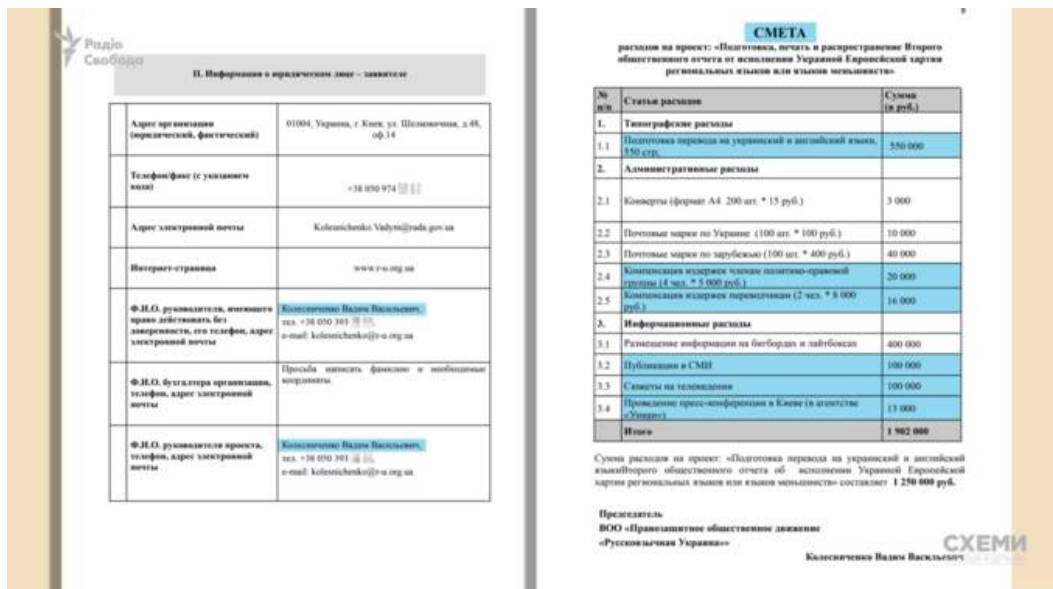 Радіо
Свобода
II. Информация о юридическом лице – заявителе
Адрес организации
(юридический, фактический)
01004, Украина, г. Киев, ул. Шелковичная, д.48,
оф.14
Телефон/факс (с указанием
кода)
+38 050 974
Адрес электронной почты
Kolesnichenko.Vadym@rada.gov.ua
Интернет-страница
www.r-u.org.ua
Ф.И.О. руководителя, имеющего
право действовать без
доверенности, его телефон, адрес
электронной почты
Колесниченко Вадим Васильевич,
тел. +38 050 393
e-mail: kolesnichenko@r-u.org.ua
Ф.И.О. бухгалтера организации,
телефон, адрес электронной
почты
Просьба написать фамилию и необходимые
координаты.
Ф.И.О. руководителя проекта,
телефон, адрес электронной
почты
Колесниченко Вадим Васильевич,
тел. +38 050 393
e-mail: kolesnichenko@r-u.org.ua
СМЕТА
расходов на проект: «Подготовка, печать и распространение Второго
общественного отчета от исполнении Украиной Европейской хартии
региональных языков или языков меньшинств»
№
п/п
Статьи расходов
Сумма
(в руб.)
1. Типографские расходы
1.1 Подготовка перевода на украинский и английский языки,
550 стр, 550 000
2. Административные расходы
2.1 Конверты (формат А4 200 шт. * 15 руб.) 3 000
2.2 Почтовые марки по Украине (100 шт. * 100 руб.) 10 000
2.3 Почтовые марки по зарубежью (100 шт. * 400 руб.) 40 000
2.4 Компенсация издержек членам политико-правовой
группы (4 чел. * 5 000 руб.) 20 000
2.5 Компенсация издержек переводчикам (2 чел. * 8 000
руб.) 16 000
3. Информационные расходы
3.1 Размещение информации на бигбордах и лайтбоксах 400 000
3.2 Публикации в СМИ 100 000
3.3 Сюжеты на телевидении 100 000
3.4 Проведение пресс-конференции в Киеве (в агентстве
«Униан») 13 000
Итого 1 902 000
Сумма расходов на проект: «Подготовка перевода на украинский и английский
языкиВторого общественного отчета об исполнении Украиной Европейской
хартии региональных языков или языков меньшинств» составляет 1 250 000 руб.
Председатель
ВОО «Правозащитное общественное движение
«Русскоязычная Украина»»
Колесниченко Вадим Васильевич
СХЕМИ